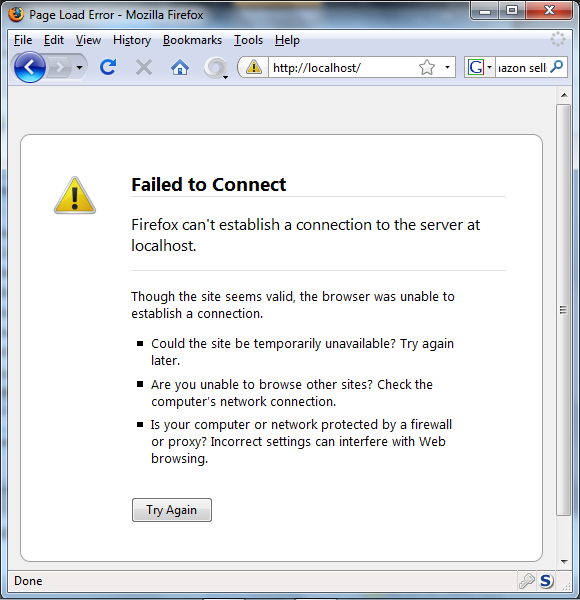 Page Load Error - Mozilla Firefox
File Edit View History Bookmarks Tools Help
http://localhost/ G azon sell
Failed to Connect
Firefox can't establish a connection to the server at
localhost.
Though the site seems valid, the browser was unable to
establish a connection.
Could the site be temporarily unavailable? Try again
later.
Are you unable to browse other sites? Check the
computer's network connection.
Is your computer or network protected by a firewall
or proxy? Incorrect settings can interfere with Web
browsing.
Try Again
Done S